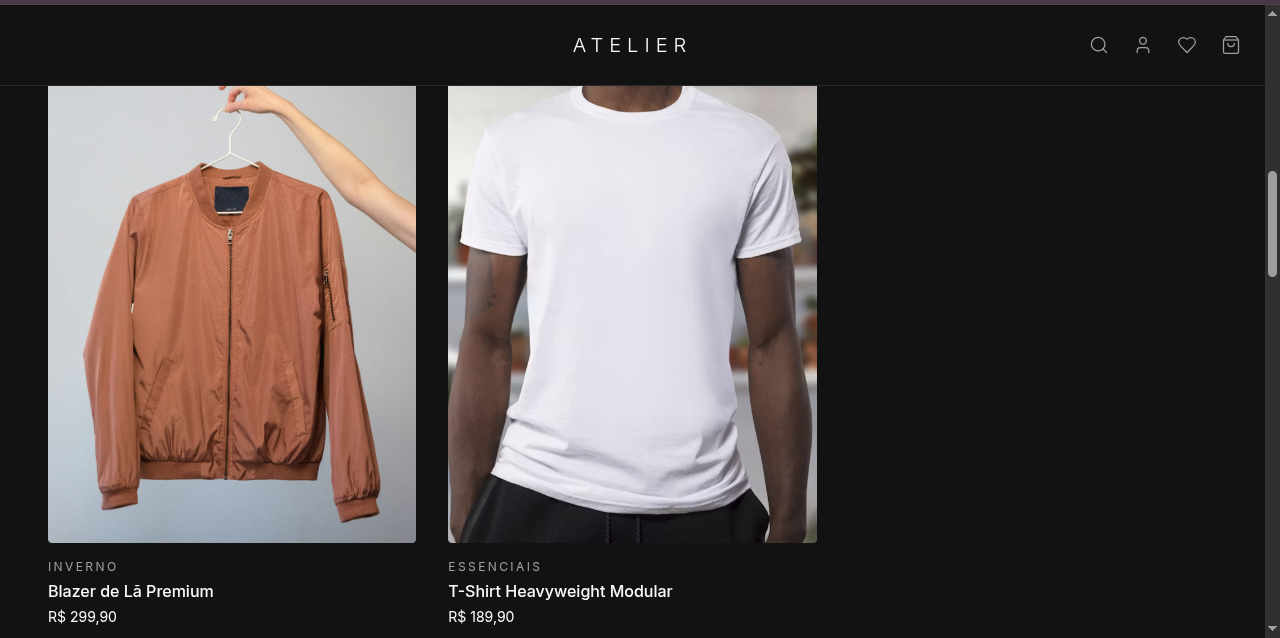 ATELIER
INVERNO
Blazer de Lã Premium
R$ 299,90
ESSENCIAIS
T-Shirt Heavyweight Modular
R$ 189,90